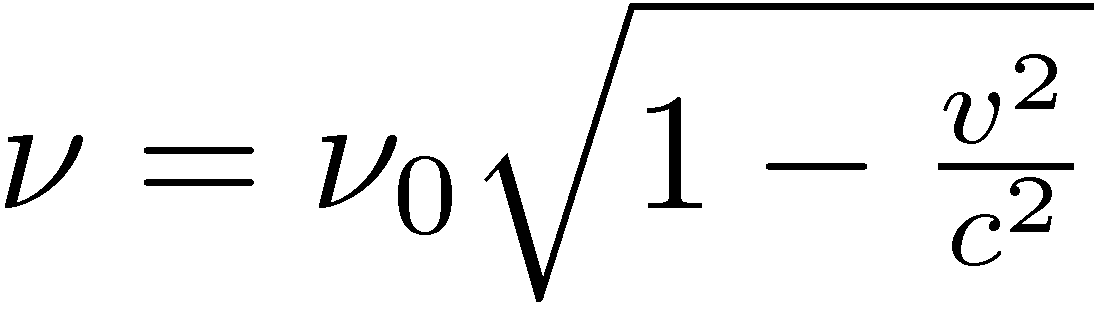 ν = ν₀√(1 − v²/c²)